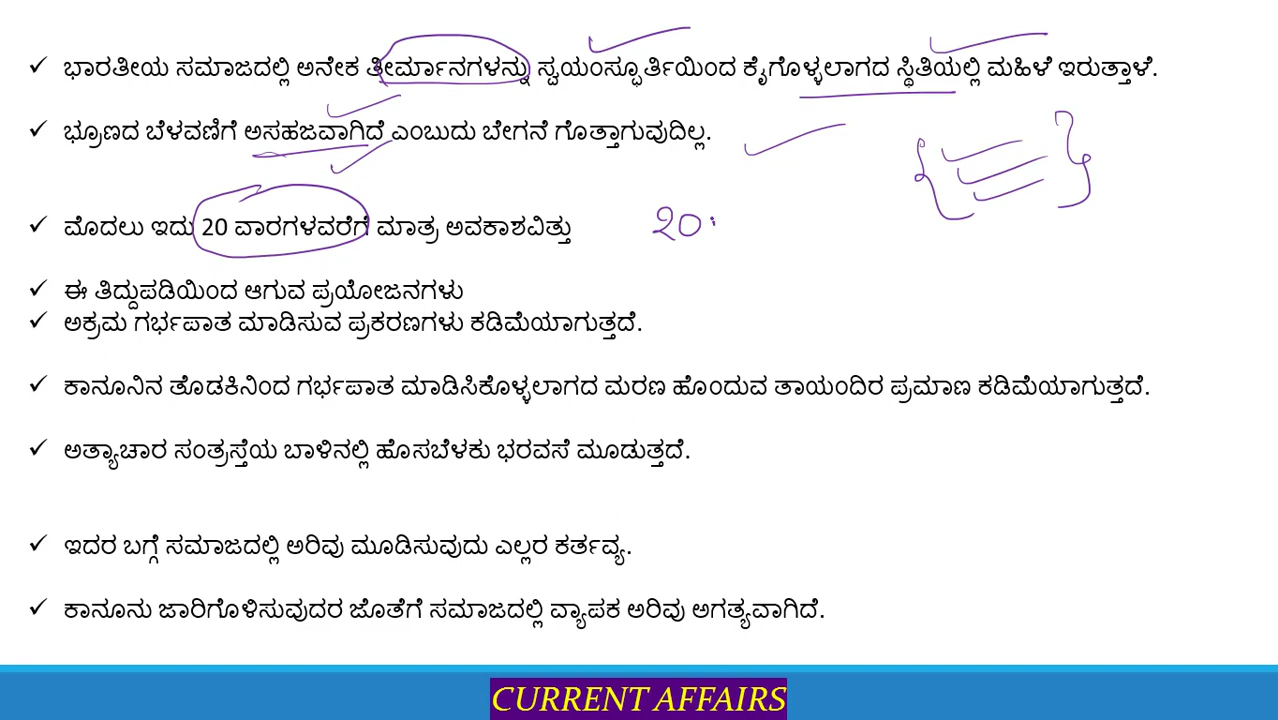 ✓ ಭಾರತೀಯ ಸಮಾಜದಲ್ಲಿ ಅನೇಕ ತೀರ್ಮಾನಗಳನ್ನು ಸ್ವಯಂಸ್ಫೂರ್ತಿಯಿಂದ ಕೈಗೊಳ್ಳಲಾಗದ ಸ್ಥಿತಿಯಲ್ಲಿ ಮಹಿಳೆ ಇರುತ್ತಾಳೆ.
✓ ಭ್ರೂಣದ ಬೆಳವಣಿಗೆ ಅಸಹಜವಾಗಿದೆ ಎಂಬುದು ಬೇಗನೆ ಗೊತ್ತಾಗುವುದಿಲ್ಲ.
✓ ಮೊದಲು ಇದು 20 ವಾರಗಳವರೆಗೆ ಮಾತ್ರ ಅವಕಾಶವಿತ್ತು 20
✓ ಈ ತಿದ್ದುಪಡಿಯಿಂದ ಆಗುವ ಪ್ರಯೋಜನಗಳು
✓ ಅಕ್ರಮ ಗರ್ಭಪಾತ ಮಾಡಿಸುವ ಪ್ರಕರಣಗಳು ಕಡಿಮೆಯಾಗುತ್ತದೆ.
✓ ಕಾನೂನಿನ ತೊಡಕಿನಿಂದ ಗರ್ಭಪಾತ ಮಾಡಿಸಿಕೊಳ್ಳಲಾಗದ ಮರಣ ಹೊಂದುವ ತಾಯಂದಿರ ಪ್ರಮಾಣ ಕಡಿಮೆಯಾಗುತ್ತದೆ.
✓ ಅತ್ಯಾಚಾರ ಸಂತ್ರಸ್ತೆಯ ಬಾಳಿನಲ್ಲಿ ಹೊಸಬೆಳಕು ಭರವಸೆ ಮೂಡುತ್ತದೆ.
✓ ಇದರ ಬಗ್ಗೆ ಸಮಾಜದಲ್ಲಿ ಅರಿವು ಮೂಡಿಸುವುದು ಎಲ್ಲರ ಕರ್ತವ್ಯ.
✓ ಕಾನೂನು ಜಾರಿಗೊಳಿಸುವುದರ ಜೊತೆಗೆ ಸಮಾಜದಲ್ಲಿ ವ್ಯಾಪಕ ಅರಿವು ಅಗತ್ಯವಾಗಿದೆ.
CURRENT AFFAIRS